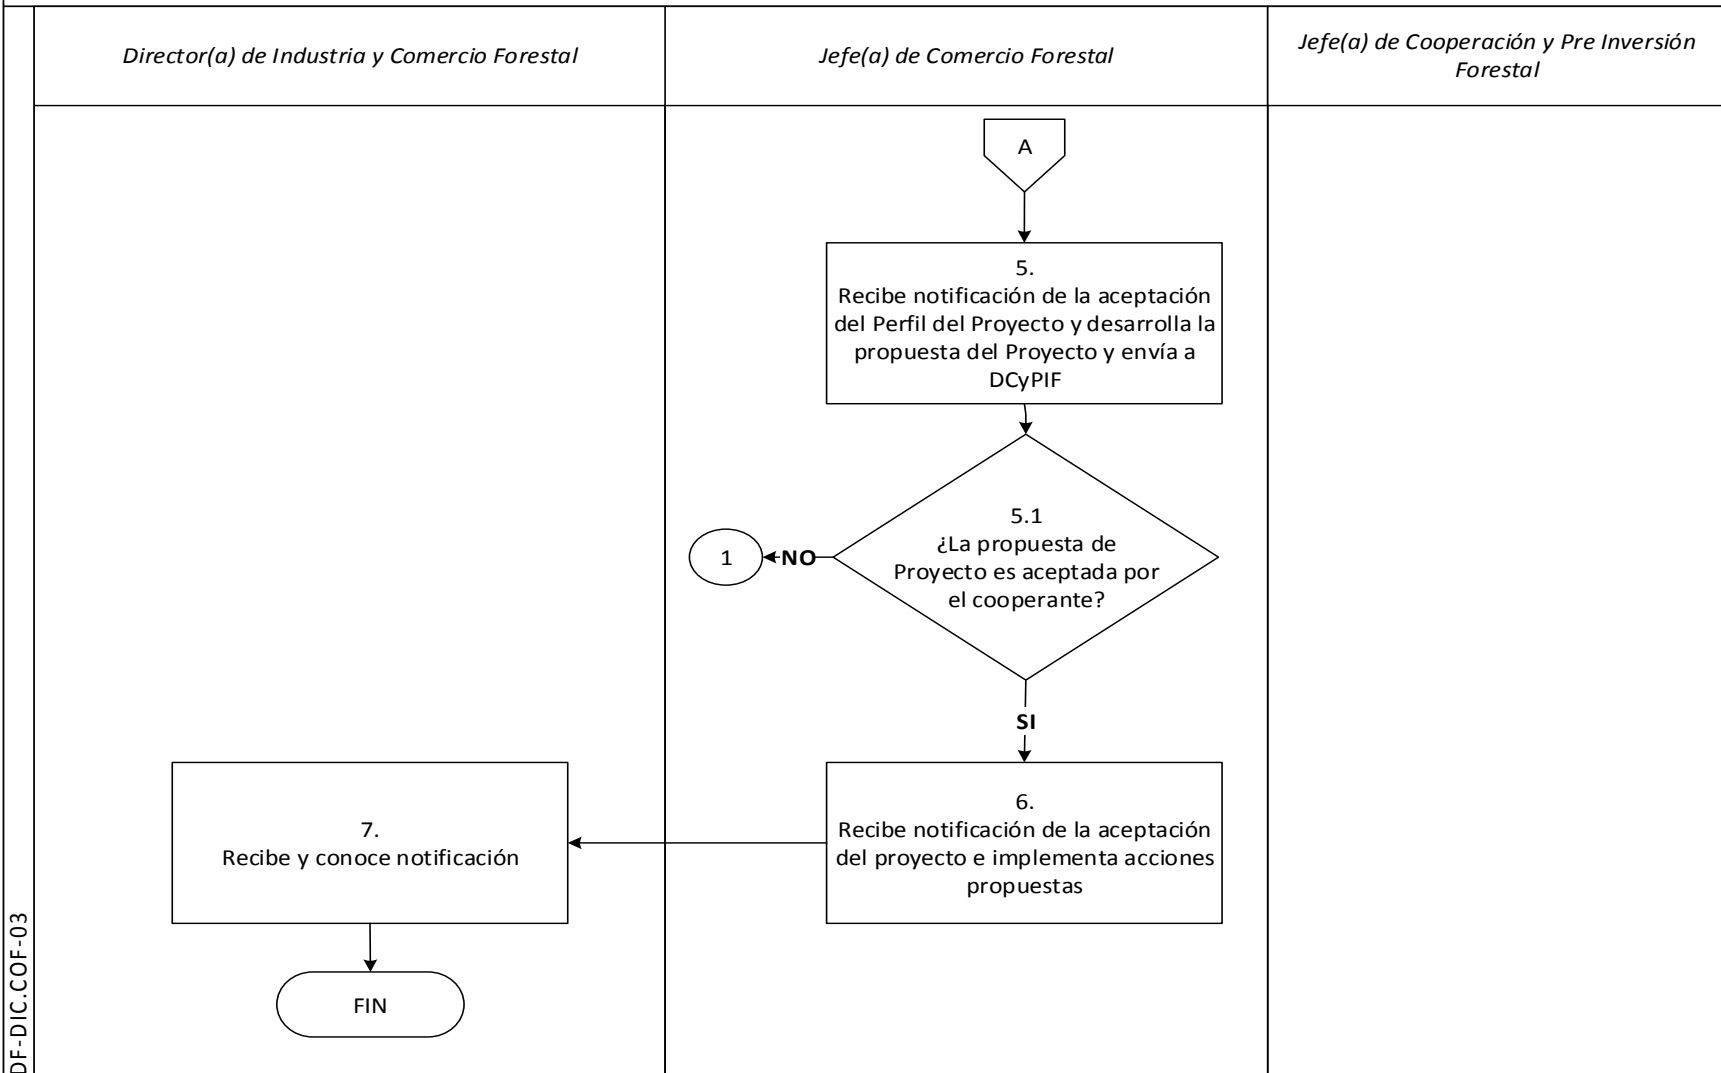 Director(a) de Industria y Comercio Forestal
Jefe(a) de Comercio Forestal
Jefe(a) de Cooperación y Pre Inversión
Forestal
A
5.
Recibe notificación de la aceptación
del Perfil del Proyecto y desarrolla la
propuesta del Proyecto y envía a
DCyPIF
5.1
¿La propuesta de
Proyecto es aceptada por
el cooperante?
NO
1
SI
6.
Recibe notificación de la aceptación
del proyecto e implementa acciones
propuestas
7.
Recibe y conoce notificación
FIN
DF-DIC.COF-03